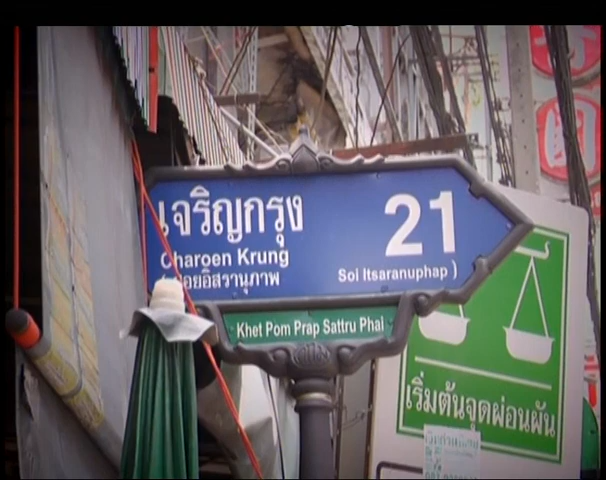 เจริญกรุง 21
Charoen Krung
(ซอยอิสรานุภาพ Soi Itsaranuphap )
Khet Pom Prap Sattru Phai
เริ่มต้นจุดผ่อนผัน